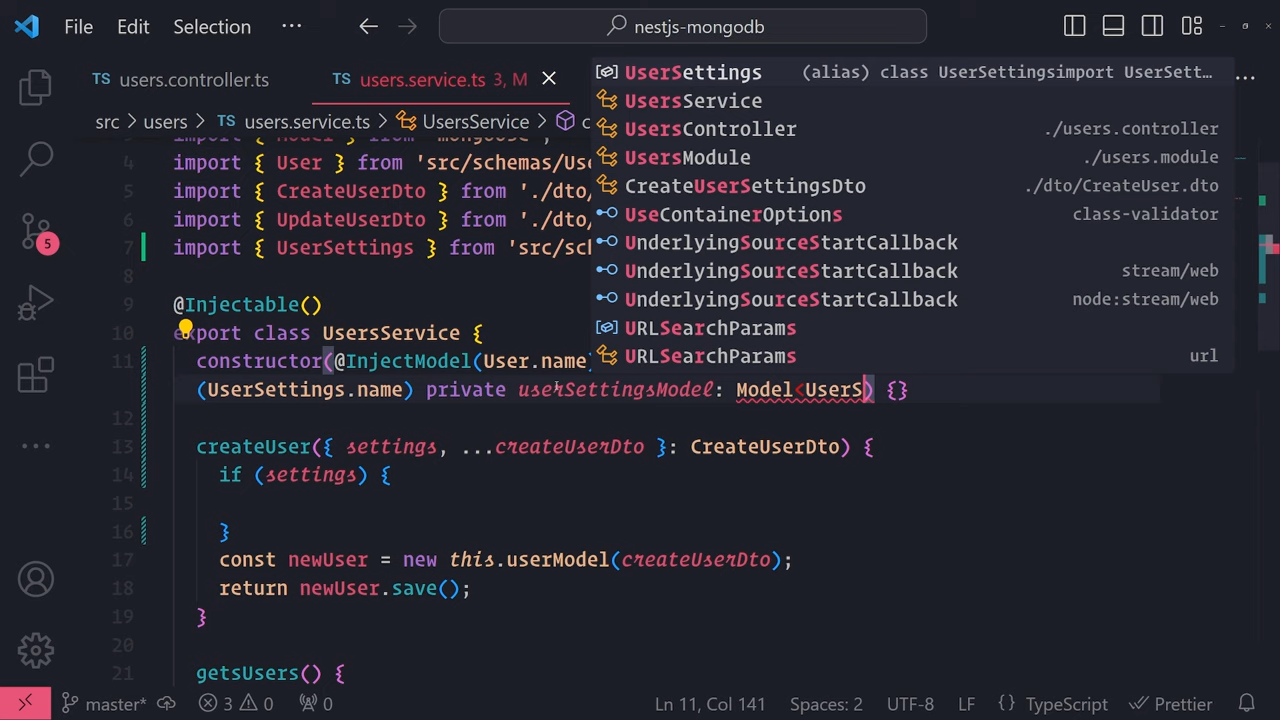 File Edit Selection ··· nestjs-mongodb
TS users.controller.ts TS users.service.ts 3, M
src > users > TS users.service.ts > UsersService > c
4 import { User } from 'src/schemas/Use
5 import { CreateUserDto } from './dto/
6 import { UpdateUserDto } from './dto/
7 import { UserSettings } from 'src/sch
8
9 @Injectable()
10 export class UsersService {
11 constructor(@InjectModel(User.name)
(UserSettings.name) private userSettingsModel: Model<UserS) {}
12
13 createUser({ settings, ...createUserDto }: CreateUserDto) {
14 if (settings) {
15
16 }
17 const newUser = new this.userModel(createUserDto);
18 return newUser.save();
19 }
20
21 getsUsers() {
UserSettings (alias) class UserSettingsimport UserSett…
UsersService
UsersController ./users.controller
UsersModule ./users.module
CreateUserSettingsDto ./dto/CreateUser.dto
UseContainerOptions class-validator
UnderlyingSourceStartCallback
UnderlyingSourceStartCallback stream/web
UnderlyingSourceStartCallback node:stream/web
URLSearchParams
URLSearchParams url
5
master* 3 0 0 Ln 11, Col 141 Spaces: 2 UTF-8 LF {} TypeScript Prettier